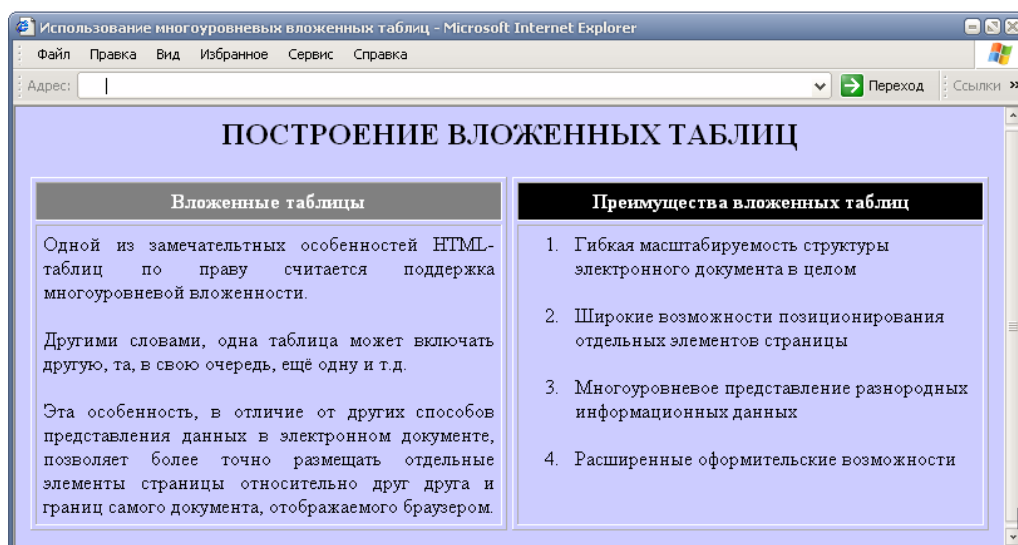 Использование многоуровневых вложенных таблиц - Microsoft Internet Explorer
Файл Правка Вид Избранное Сервис Справка
Адрес: Переход Ссылки »
ПОСТРОЕНИЕ ВЛОЖЕННЫХ ТАБЛИЦ
Вложенные таблицы
Одной из замечательтных особенностей HTML-
таблиц по праву считается поддержка
многоуровневой вложенности.
Другими словами, одна таблица может включать
другую, та, в свою очередь, ещё одну и т.д.
Эта особенность, в отличие от других способов
представления данных в электронном документе,
позволяет более точно размещать отдельные
элементы страницы относительно друг друга и
границ самого документа, отображаемого браузером.
Преимущества вложенных таблиц
1. Гибкая масштабируемость структуры
электронного документа в целом
2. Широкие возможности позиционирования
отдельных элементов страницы
3. Многоуровневое представление разнородных
информационных данных
4. Расширенные оформительские возможности